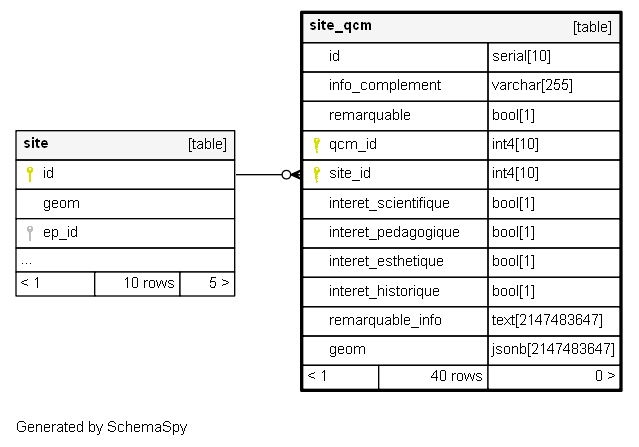 site_qcm [table]
id serial[10]
info_complement varchar[255]
remarquable bool[1]
qcm_id int4[10]
site_id int4[10]
interet_scientifique bool[1]
interet_pedagogique bool[1]
interet_esthetique bool[1]
interet_historique bool[1]
remarquable_info text[2147483647]
geom jsonb[2147483647]
< 1 40 rows 0 >
site [table]
id
geom
ep_id
...
< 1 10 rows 5 >
Generated by SchemaSpy